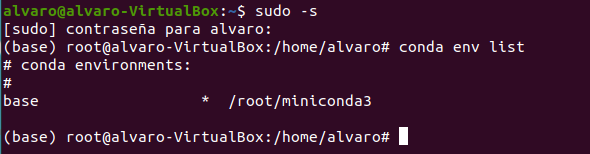 alvaro@alvaro-VirtualBox:~$ sudo -s
[sudo] contraseña para alvaro:
(base) root@alvaro-VirtualBox:/home/alvaro# conda env list
# conda environments:
#
base                  *  /root/miniconda3
(base) root@alvaro-VirtualBox:/home/alvaro#